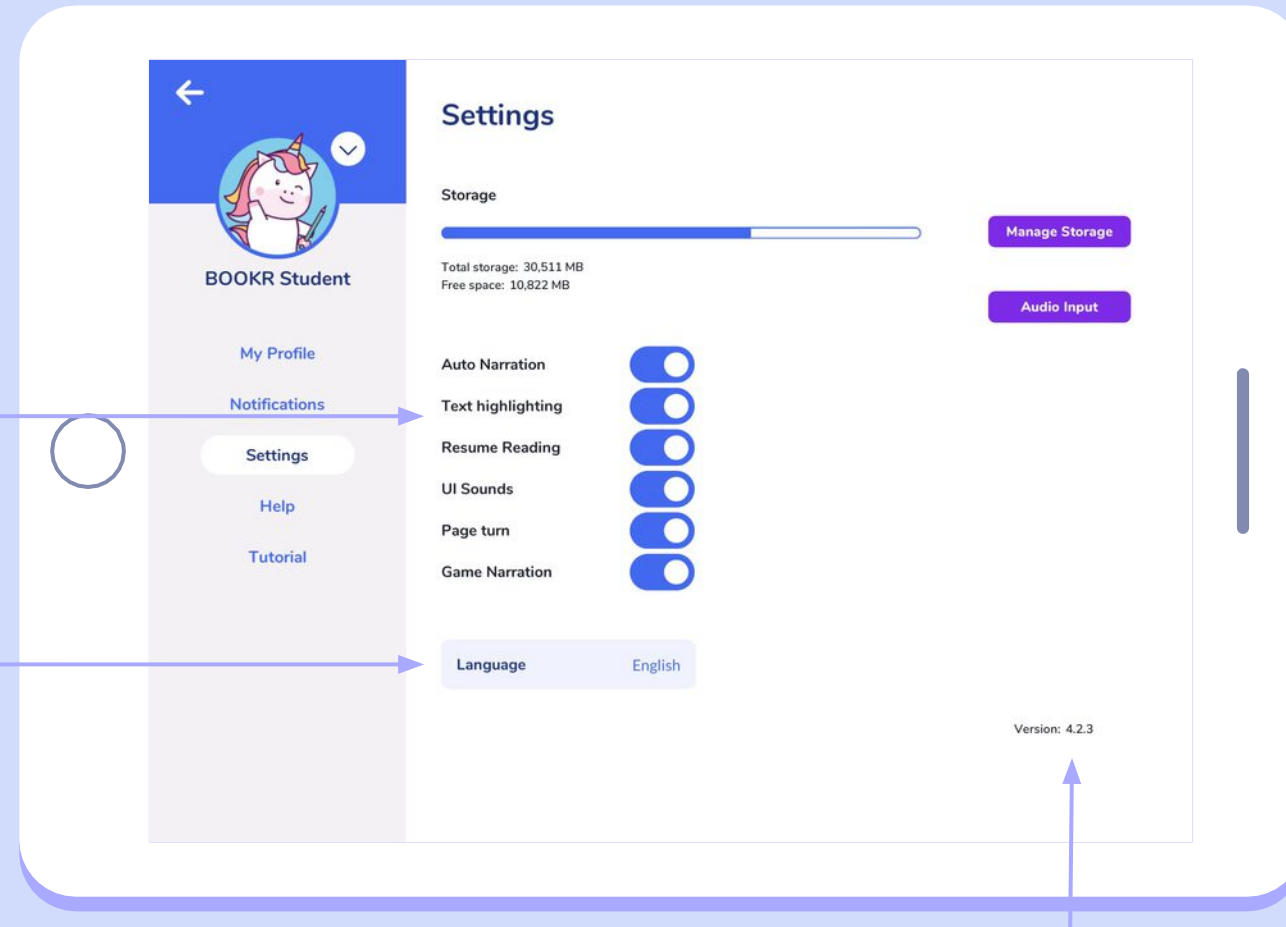 BOOKR Student
My Profile
Notifications
Settings
Help
Tutorial
Settings
Storage
Manage Storage
Total storage: 30,511 MB
Free space: 10,822 MB
Audio Input
Auto Narration
Text highlighting
Resume Reading
UI Sounds
Page turn
Game Narration
Language English
Version: 4.2.3